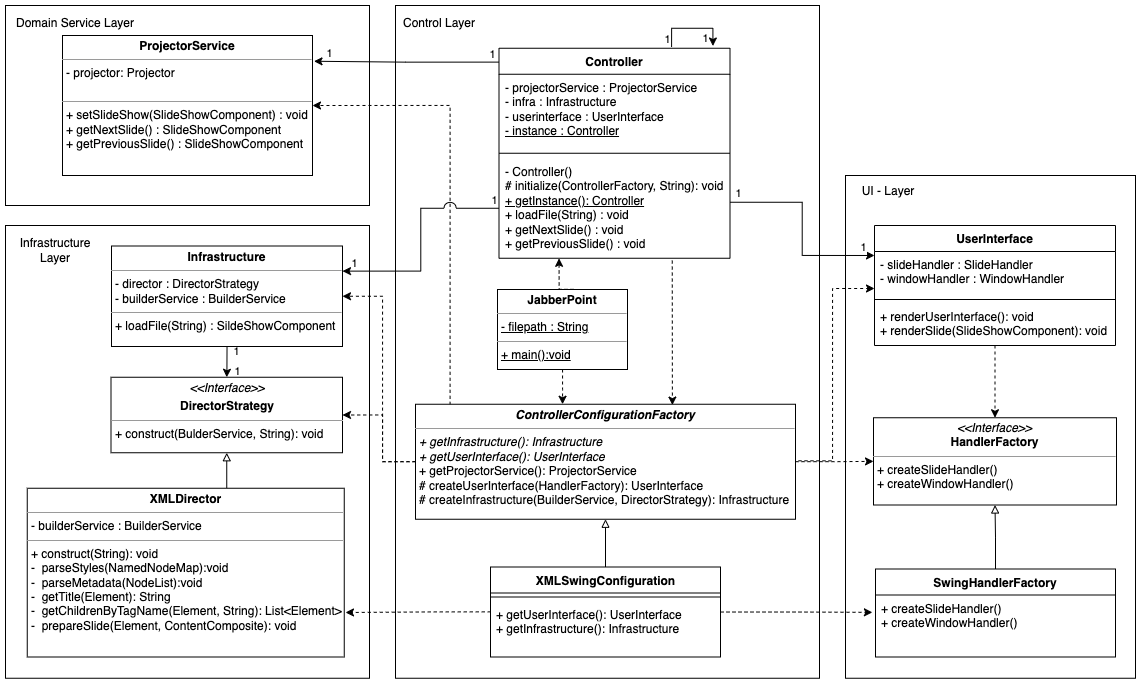 Domain Service Layer
ProjectorService
- projector: Projector
+ setSlideShow(SlideShowComponent) : void
+ getNextSlide() : SlideShowComponent
+ getPreviousSlide() : SlideShowComponent
1
Control Layer
1
1
1
Controller
- projectorService : ProjectorService
- infra : Infrastructure
- userinterface : UserInterface
- instance : Controller
- Controller()
# initialize(ControllerFactory, String): void
+ getInstance(): Controller
+ loadFile(String) : void
+ getNextSlide() : void
+ getPreviousSlide() : void
1
1
JabberPoint
- filepath : String
+ main():void
ControllerConfigurationFactory
+ getInfrastructure(): Infrastructure
+ getUserInterface(): UserInterface
+ getProjectorService(): ProjectorService
# createUserInterface(HandlerFactory): UserInterface
# createInfrastructure(BuilderService, DirectorStrategy): Infrastructure
XMLSwingConfiguration
+ getUserInterface(): UserInterface
+ getInfrastructure(): Infrastructure
Infrastructure
Layer
Infrastructure
- director : DirectorStrategy
- builderService : BuilderService
+ loadFile(String) : SildeShowComponent
1
1
1
<<Interface>>
DirectorStrategy
+ construct(BulderService, String): void
XMLDirector
- builderService : BuilderService
+ construct(String): void
- parseStyles(NamedNodeMap):void
- parseMetadata(NodeList):void
- getTitle(Element): String
- getChildrenByTagName(Element, String): List<Element>
- prepareSlide(Element, ContentComposite): void
UI - Layer
1
UserInterface
- slideHandler : SlideHandler
- windowHandler : WindowHandler
+ renderUserInterface(): void
+ renderSlide(SlideShowComponent): void
<<Interface>>
HandlerFactory
+ createSlideHandler()
+ createWindowHandler()
SwingHandlerFactory
+ createSlideHandler()
+ createWindowHandler()